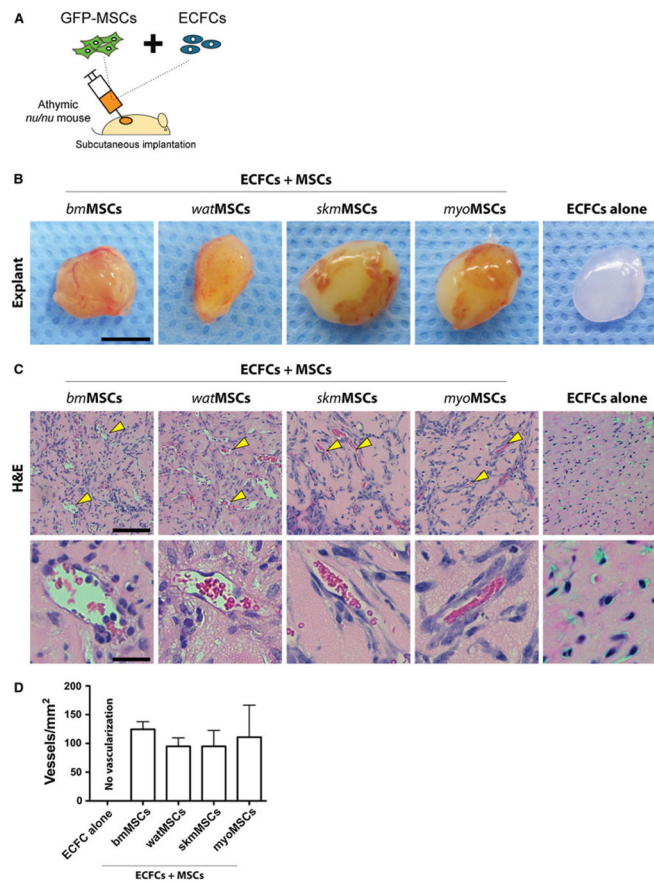 A
GFP-MSCs
ECFCs
Athymic
nu/nu mouse
Subcutaneous implantation
B
ECFCs + MSCs
bmMSCs
watMSCs
skmMSCs
myoMSCs
ECFCs alone
Explant
C
ECFCs + MSCs
bmMSCs
watMSCs
skmMSCs
myoMSCs
ECFCs alone
H&E
D
Vessels/mm²
200
150
100
50
0
No vascularization
ECFC alone
bmMSCs
watMSCs
skmMSCs
myoMSCs
ECFCs + MSCs